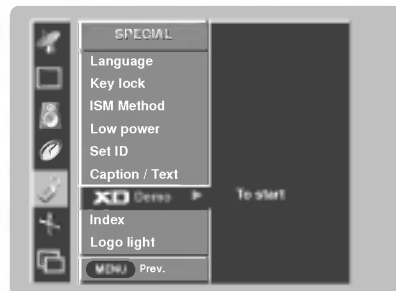 SPECIAL
Language
Key lock
ISM Method
Low power
Set ID
Caption / Text
XD Demo To start
Index
Logo light
MENU Prev.